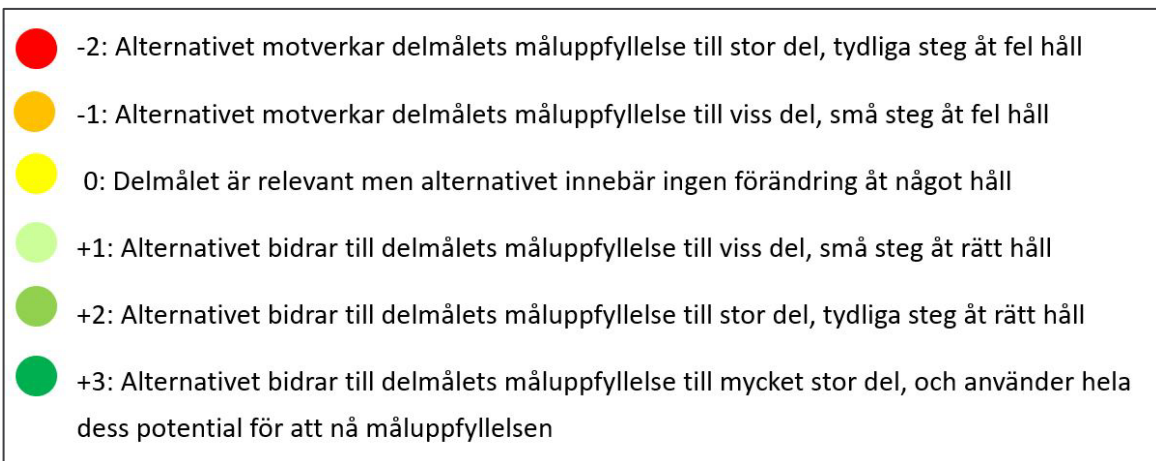 -2: Alternativet motverkar delmålets måluppfyllelse till stor del, tydliga steg åt fel håll
-1: Alternativet motverkar delmålets måluppfyllelse till viss del, små steg åt fel håll
0: Delmålet är relevant men alternativet innebär ingen förändring åt något håll
+1: Alternativet bidrar till delmålets måluppfyllelse till viss del, små steg åt rätt håll
+2: Alternativet bidrar till delmålets måluppfyllelse till stor del, tydliga steg åt rätt håll
+3: Alternativet bidrar till delmålets måluppfyllelse till mycket stor del, och använder hela
dess potential för att nå måluppfyllelsen